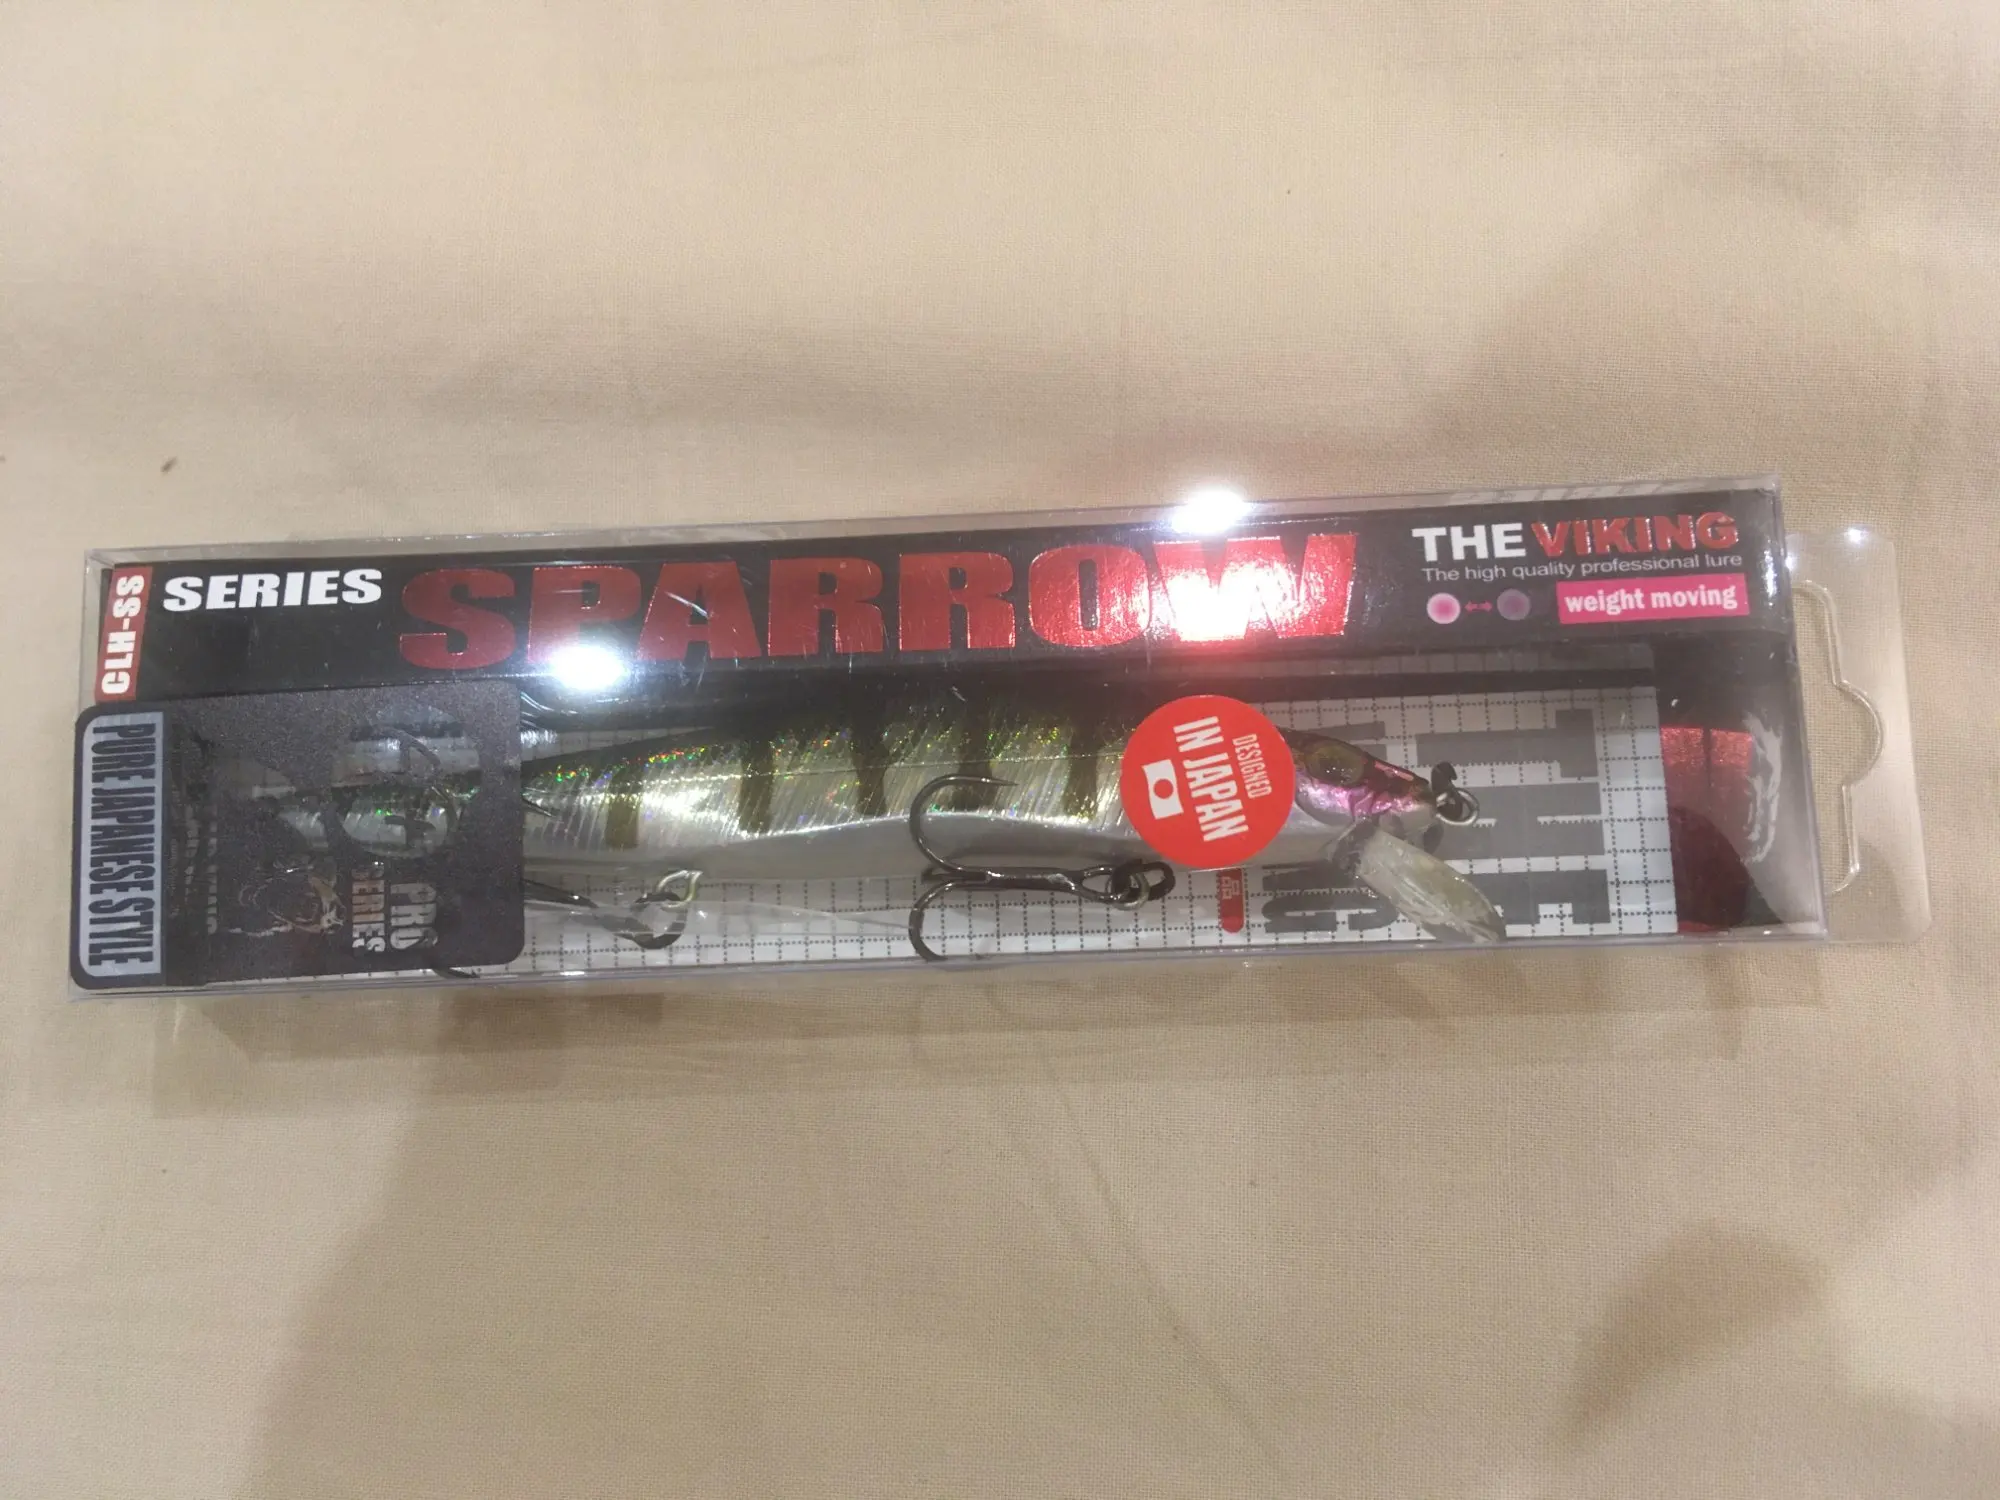 CLH-SS
SERIES
SPARROW
THE VIKING
The high quality professional lure
weight moving
PURE JAPANESE STYLE
PRO
SERIES
DESIGNED
IN JAPAN
品